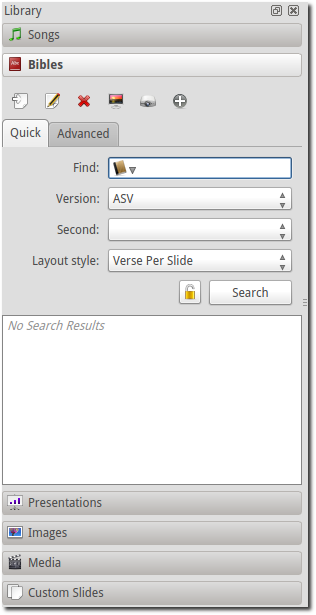 Library
Songs
Bibles
Quick Advanced
Find:
Version: ASV
Second:
Layout style: Verse Per Slide
Search
No Search Results
Presentations
Images
Media
Custom Slides